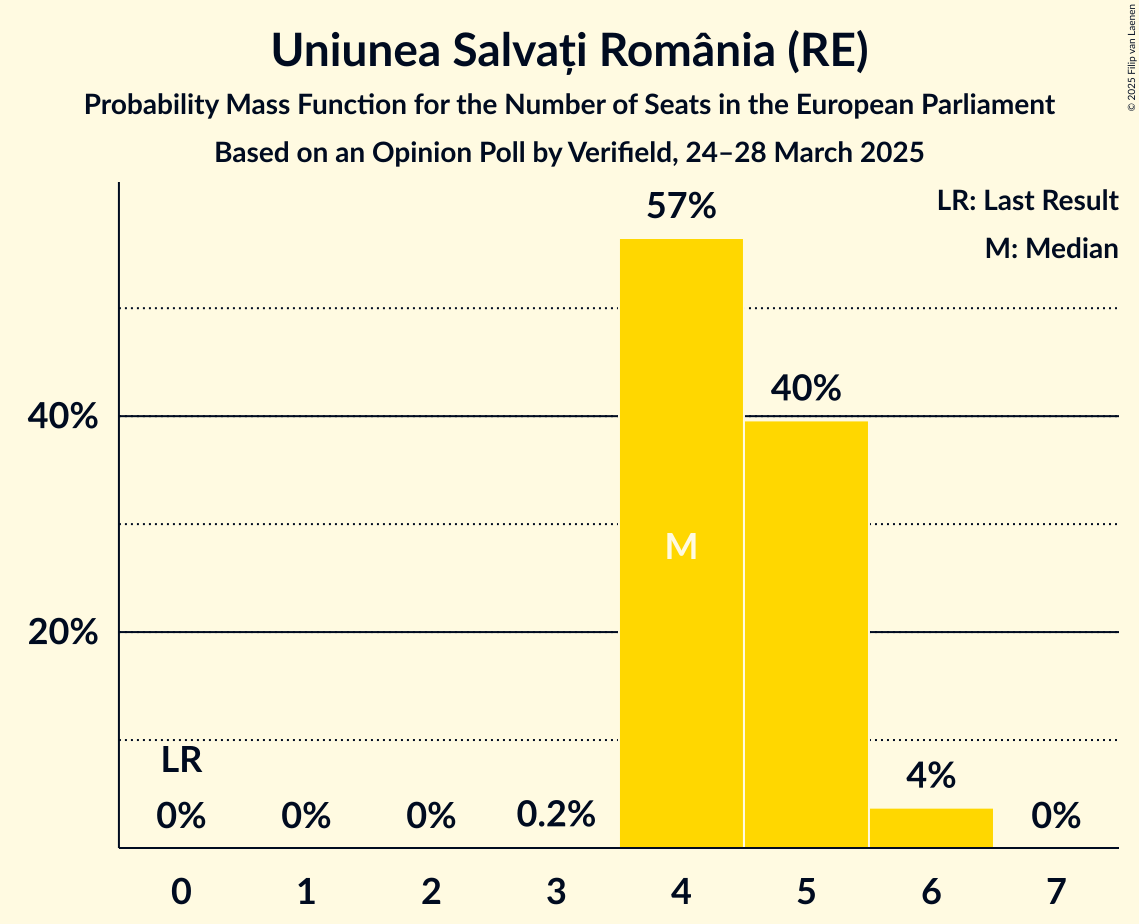 Uniunea Salvați România (RE)
Probability Mass Function for the Number of Seats in the European Parliament
Based on an Opinion Poll by Verifield, 24–28 March 2025
© 2025 Filip van Laenen
LR: Last Result
M: Median
57%
40%
40%
M
20%
LR
0%
0%
0%
0.2%
4%
0%
0
1
2
3
4
5
6
7